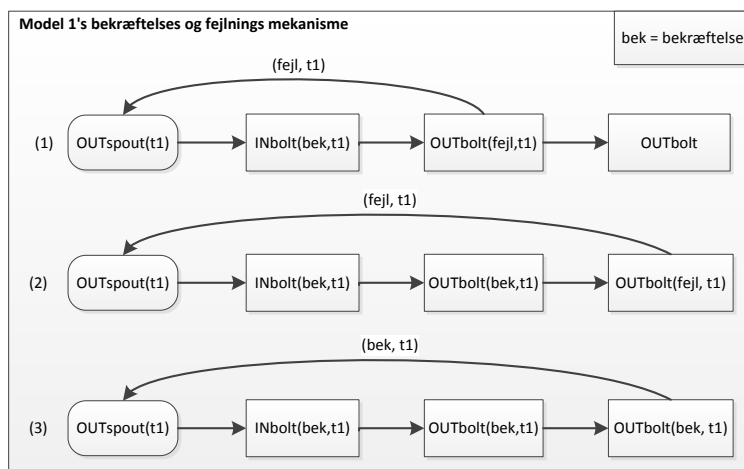 Model 1's bekræftelses og fejlnings mekanisme
bek = bekræftelse
(fejl, t1)
(1)
OUTspout(t1)
INbolt(bek,t1)
OUTbolt(fejl,t1)
OUTbolt
(fejl, t1)
(2)
OUTspout(t1)
INbolt(bek,t1)
OUTbolt(bek,t1)
OUTbolt(fejl, t1)
(bek, t1)
(3)
OUTspout(t1)
INbolt(bek,t1)
OUTbolt(bek,t1)
OUTbolt(bek, t1)